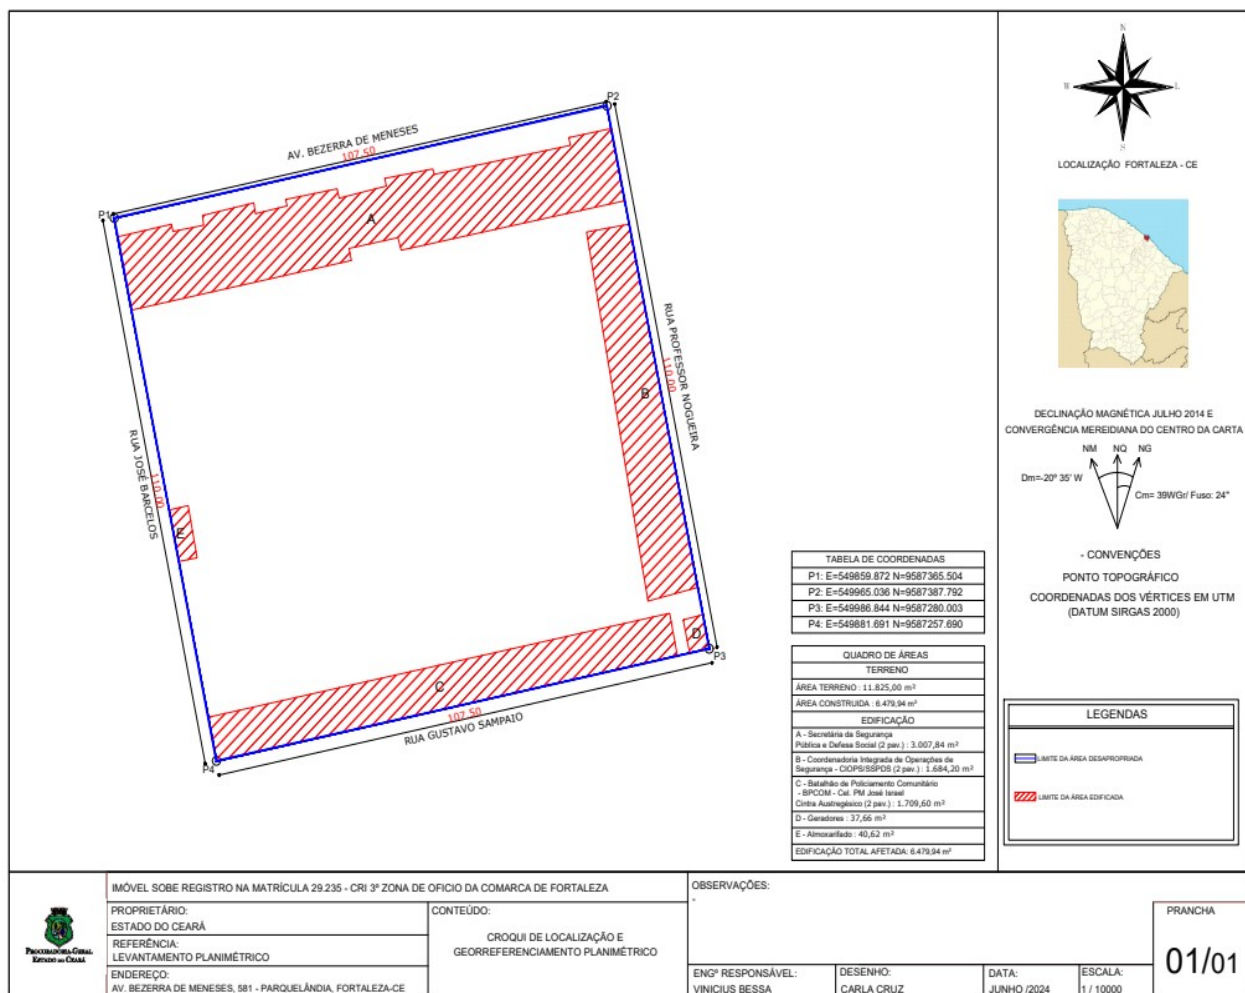 N
W
L
S
LOCALIZAÇÃO FORTALEZA - CE
P2
AV. BEZERRA DE MENESES
107.50
P1
A
RUA PROFESSOR NOGUEIRA
110.00
B
RUA JOSÉ BARCELOS
110.00
E
D
P3
C
107.50
RUA GUSTAVO SAMPAIO
P4
DECLINAÇÃO MAGNÉTICA JULHO 2014 E
CONVERGÊNCIA MEREIDIANA DO CENTRO DA CARTA
NM NQ NG
Dm=-20º 35' W
Cm= 39WGr/ Fuso: 24"
- CONVENÇÕES
PONTO TOPOGRÁFICO
COORDENADAS DOS VÉRTICES EM UTM
(DATUM SIRGAS 2000)
TABELA DE COORDENADAS
P1: E=549859.872 N=9587365.504
P2: E=549965.036 N=9587387.792
P3: E=549986.844 N=9587280.003
P4: E=549881.691 N=9587257.690
QUADRO DE ÁREAS
TERRENO
ÁREA TERRENO : 11.825,00 m²
ÁREA CONSTRUIDA : 6.479,94 m²
EDIFICAÇÃO
A - Secretária da Segurança
Pública e Defesa Social (2 pav.) : 3.007,84 m²
B - Coordenadoria Integrada de Operações de
Segurança - CIOPS/SSPDS (2 pav.) : 1.684,20 m²
C - Batalhão de Policiamento Comunitário
- BPCOM - Cel. PM José Israel
Cintra Austregésico (2 pav.) : 1.709,60 m²
D - Geradores : 37,66 m²
E - Almoxarifado : 40,62 m²
EDIFICAÇÃO TOTAL AFETADA: 6.479,94 m²
LEGENDAS
LIMITE DA ÁREA DESAPROPRIADA
LIMITE DA ÁREA EDIFICADA
PROCURADORIA-GERAL
ESTADO DO CEARÁ
IMÓVEL SOBE REGISTRO NA MATRÍCULA 29.235 - CRI 3ª ZONA DE OFICIO DA COMARCA DE FORTALEZA
PROPRIETÁRIO:
ESTADO DO CEARÁ
REFERÊNCIA:
LEVANTAMENTO PLANIMÉTRICO
ENDEREÇO:
AV. BEZERRA DE MENESES, 581 - PARQUELÂNDIA, FORTALEZA-CE
CONTEÚDO:
CROQUI DE LOCALIZAÇÃO E
GEORREFERENCIAMENTO PLANIMÉTRICO
OBSERVAÇÕES:
-
ENGº RESPONSÁVEL:
VINICIUS BESSA
DESENHO:
CARLA CRUZ
DATA:
JUNHO /2024
ESCALA:
1 / 10000
PRANCHA
01/01